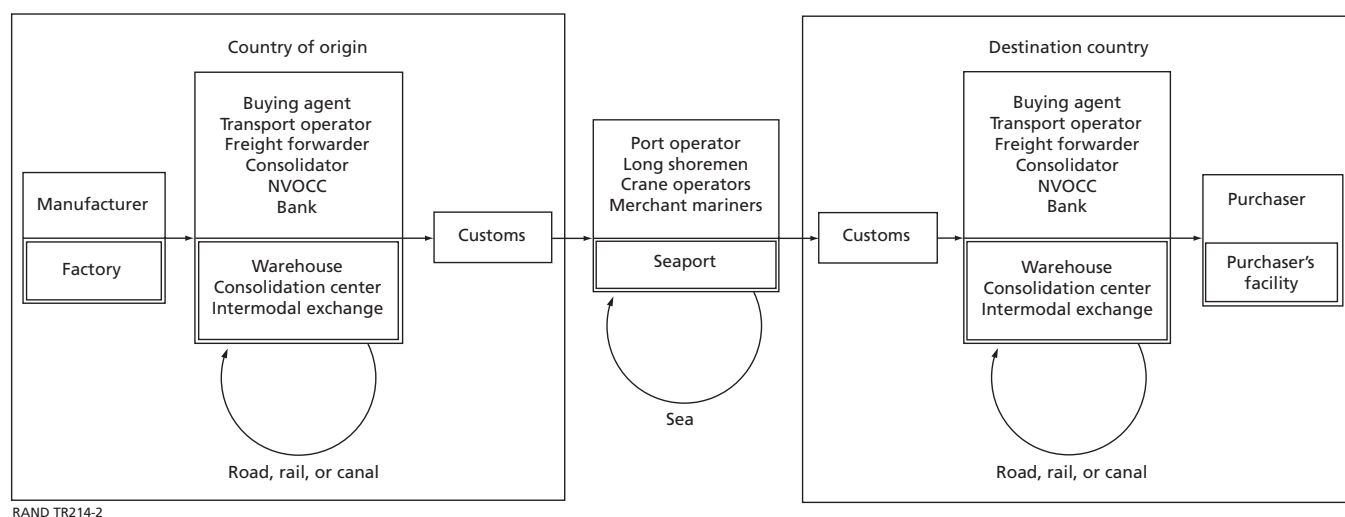 Country of origin
Manufacturer
Factory
Buying agent
Transport operator
Freight forwarder
Consolidator
NVOCC
Bank
Warehouse
Consolidation center
Intermodal exchange
Road, rail, or canal
Customs
Port operator
Long shoremen
Crane operators
Merchant mariners
Seaport
Sea
Destination country
Customs
Buying agent
Transport operator
Freight forwarder
Consolidator
NVOCC
Bank
Warehouse
Consolidation center
Intermodal exchange
Road, rail, or canal
Purchaser
Purchaser’s
facility
RAND TR214-2